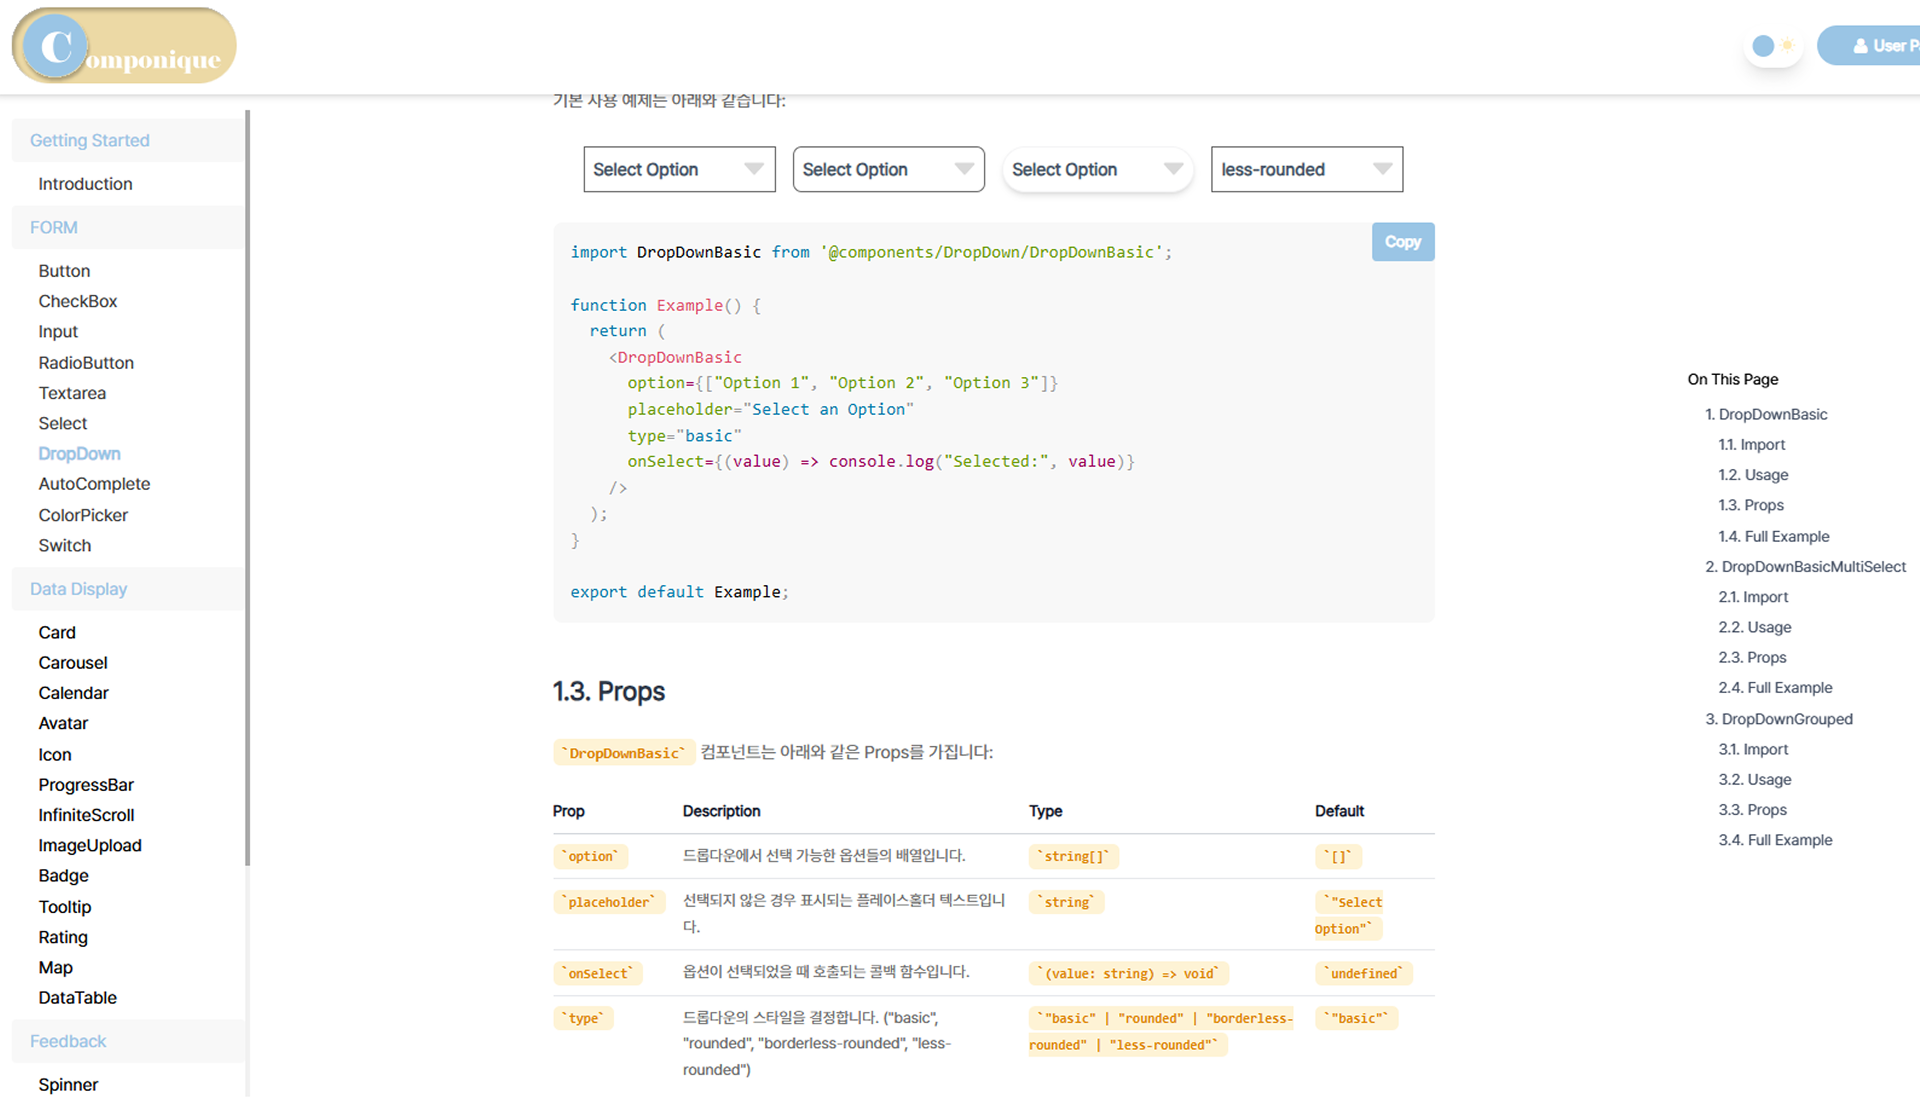 Componique
User P
Getting Started
Introduction
FORM
Button
CheckBox
Input
RadioButton
Textarea
Select
DropDown
AutoComplete
ColorPicker
Switch
Data Display
Card
Carousel
Calendar
Avatar
Icon
ProgressBar
InfiniteScroll
ImageUpload
Badge
Tooltip
Rating
Map
DataTable
Feedback
Spinner
기본 사용 예제는 아래와 같습니다:
Select Option Select Option Select Option less-rounded
Copy
import DropDownBasic from '@components/DropDown/DropDownBasic';
function Example() {
return (
<DropDownBasic
option={["Option 1", "Option 2", "Option 3"]}
placeholder="Select an Option"
type="basic"
onSelect={(value) => console.log("Selected:", value)}
/>
);
}
export default Example;
1.3. Props
`DropDownBasic` 컴포넌트는 아래와 같은 Props를 가집니다:
Prop Description Type Default
`option` 드롭다운에서 선택 가능한 옵션들의 배열입니다. `string[]` `[]`
`placeholder` 선택되지 않은 경우 표시되는 플레이스홀더 텍스트입니 `string` `"Select
다. Option"`
`onSelect` 옵션이 선택되었을 때 호출되는 콜백 함수입니다. `(value: string) => void` `undefined`
`type` 드롭다운의 스타일을 결정합니다. ("basic", `"basic" | "rounded" | "borderless- `"basic"`
"rounded", "borderless-rounded", "less- rounded" | "less-rounded"`
rounded")
On This Page
1. DropDownBasic
1.1. Import
1.2. Usage
1.3. Props
1.4. Full Example
2. DropDownBasicMultiSelect
2.1. Import
2.2. Usage
2.3. Props
2.4. Full Example
3. DropDownGrouped
3.1. Import
3.2. Usage
3.3. Props
3.4. Full Example